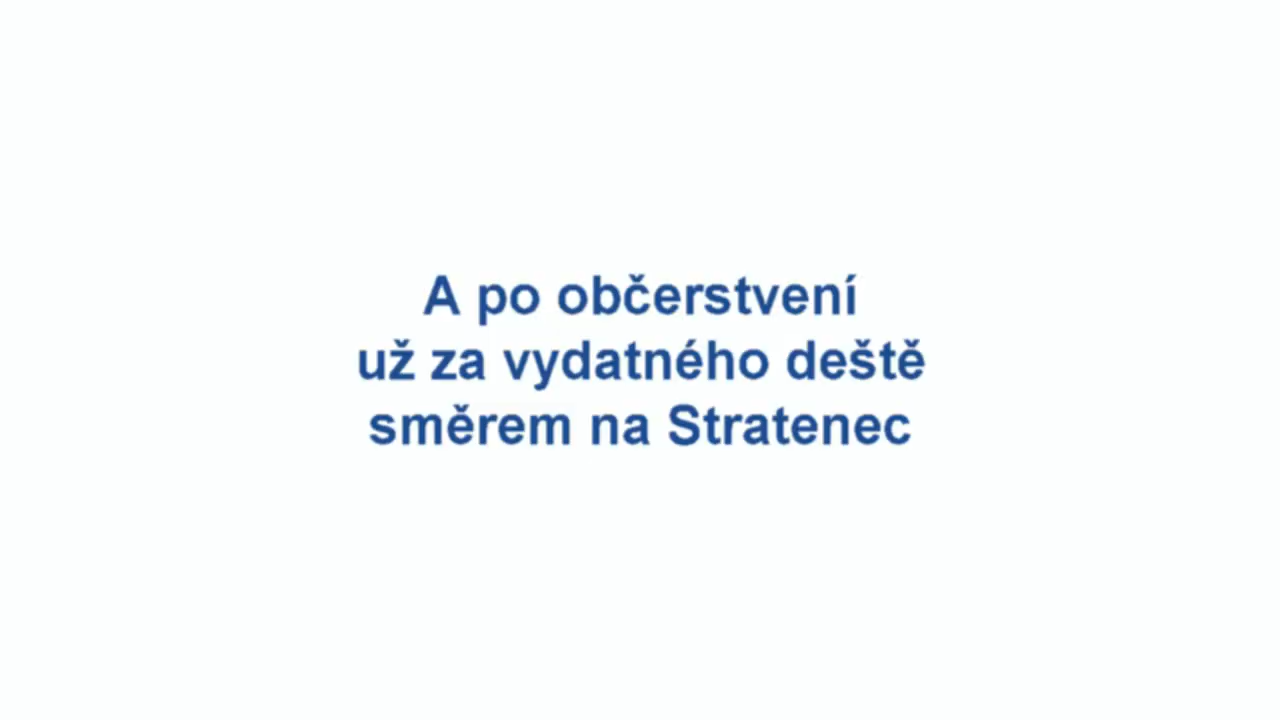 A po občerstvení
už za vydatného deště
směrem na Stratenec